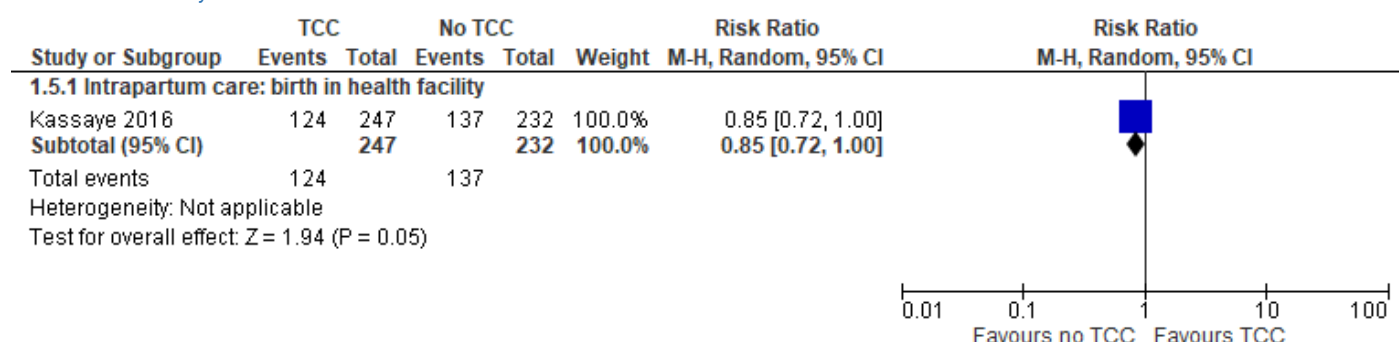 TCC No TCC Risk Ratio Risk Ratio
Study or Subgroup Events Total Events Total Weight M-H, Random, 95% CI M-H, Random, 95% CI
1.5.1 Intrapartum care: birth in health facility
Kassaye 2016 124 247 137 232 100.0% 0.85 [0.72, 1.00]
Subtotal (95% CI) 247 232 100.0% 0.85 [0.72, 1.00]
Total events 124 137
Heterogeneity: Not applicable
Test for overall effect: Z = 1.94 (P = 0.05)
0.01 0.1 1 10 100
Favours no TCC Favours TCC